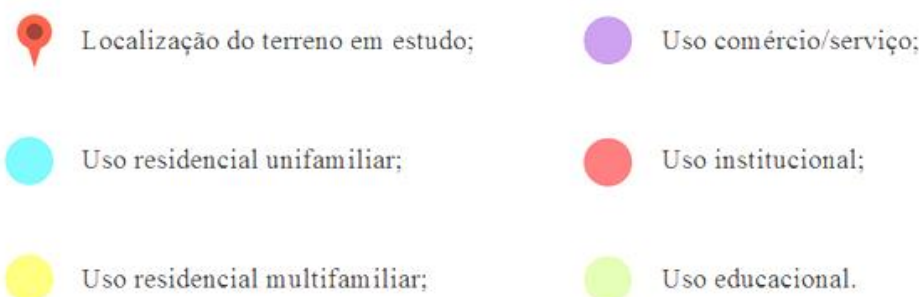 Localização do terreno em estudo;
Uso comércio/serviço;
Uso residencial unifamiliar;
Uso institucional;
Uso residencial multifamiliar;
Uso educacional.